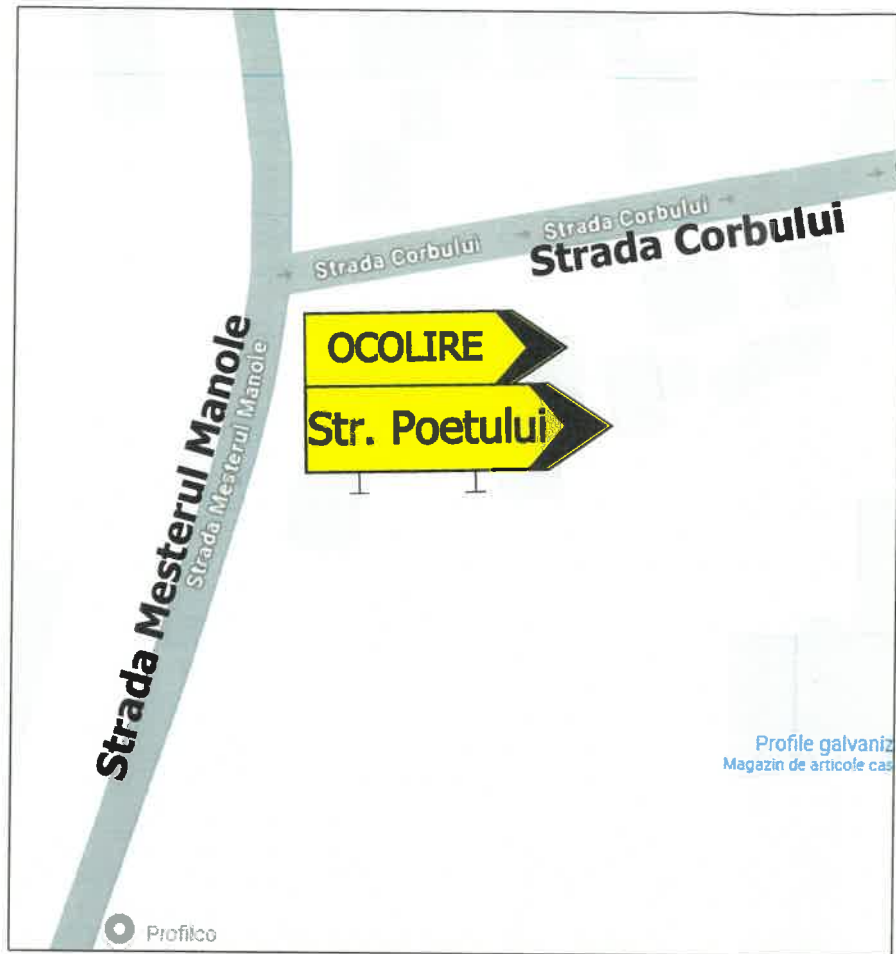 Strada Corbului
Strada Corbului
Strada Corbului
OCOLIRE
Str. Poetului
Strada Mesterul Manole
Strada Mesterul Manole
Profile galvaniz
Magazin de articole cas
Profilco